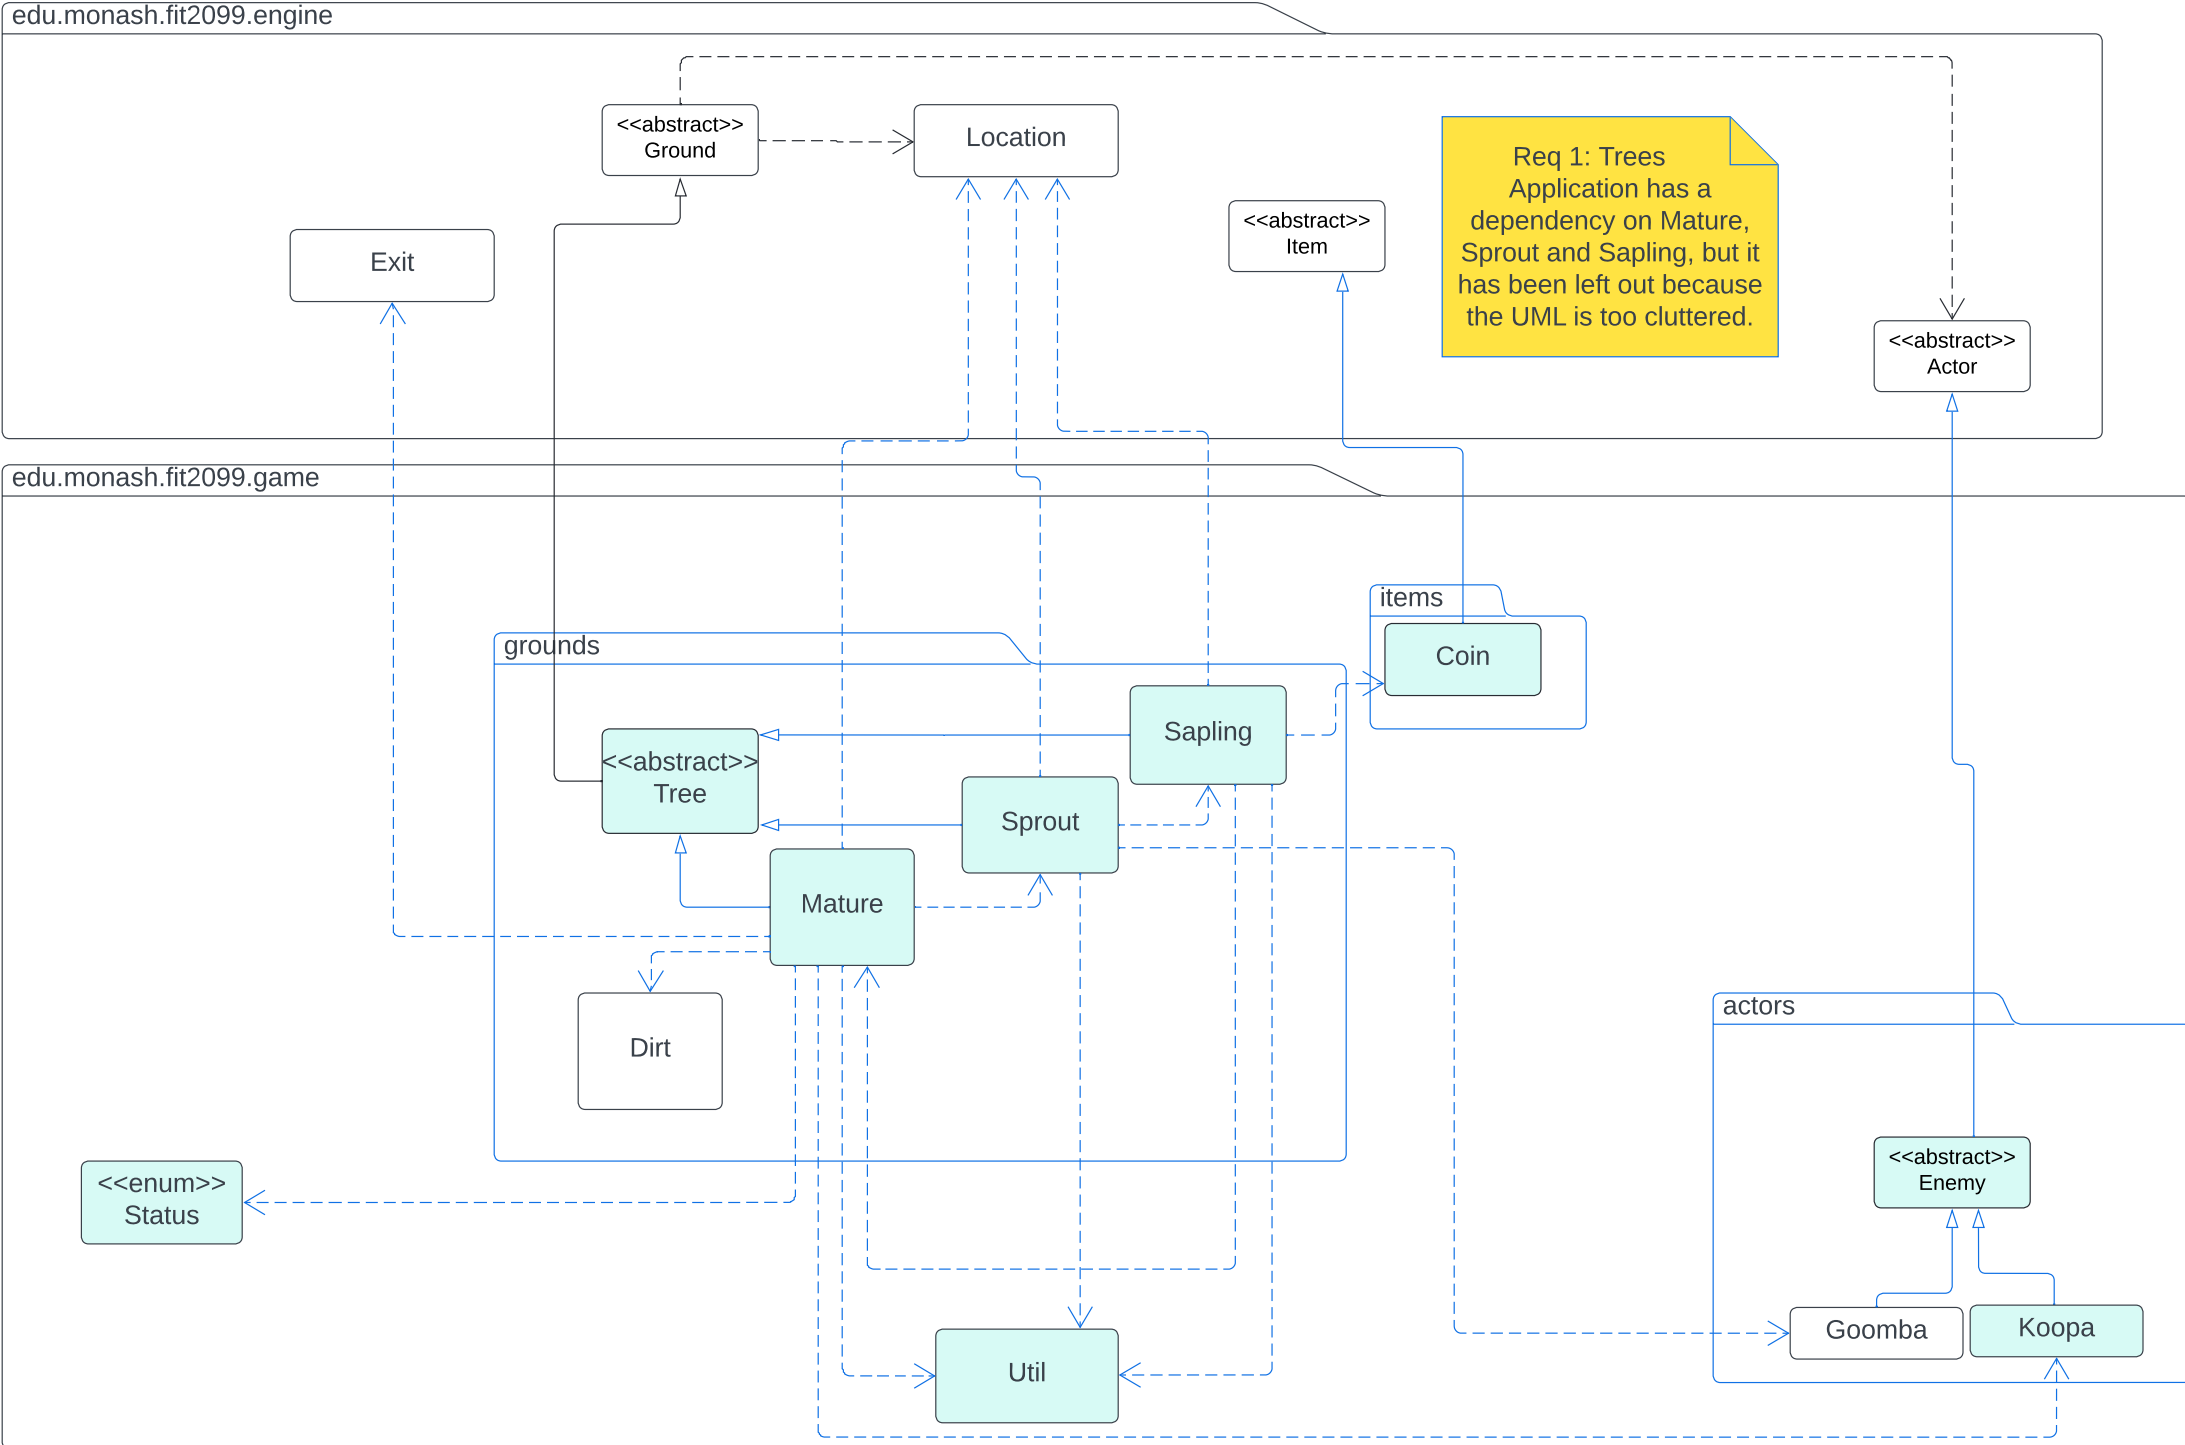 edu.monash.fit2099.engine
<<abstract>>
Ground
Location
Req 1: Trees
Application has a
dependency on Mature,
Sprout and Sapling, but it
has been left out because
the UML is too cluttered.
<<abstract>>
Item
Exit
<<abstract>>
Actor
edu.monash.fit2099.game
items
Coin
grounds
Sapling
<<abstract>>
Tree
Sprout
Mature
Dirt
actors
<<abstract>>
Enemy
<<enum>>
Status
Goomba
Koopa
Util